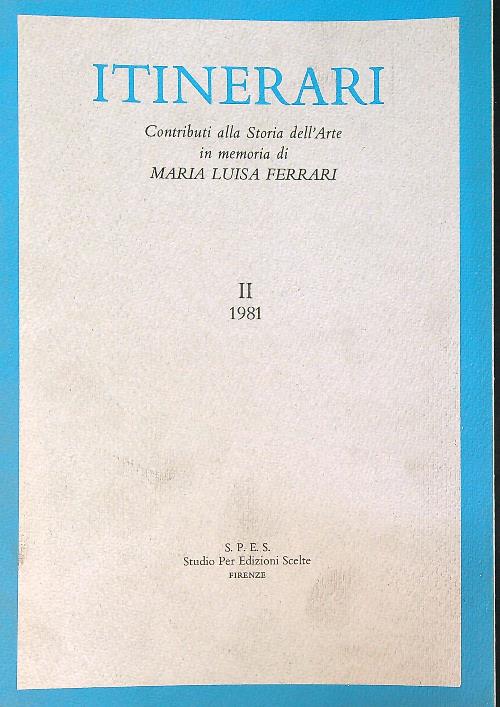 ITINERARI
Contributi alla Storia dell'Arte
in memoria di
MARIA LUISA FERRARI
II
1981
S. P. E. S.
Studio Per Edizioni Scelte
FIRENZE